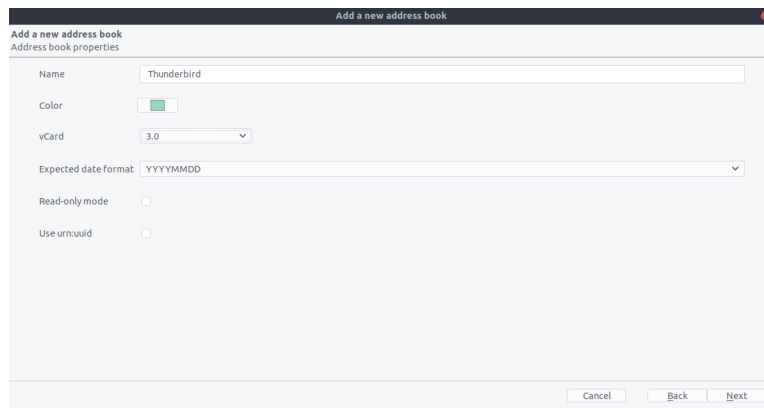 Add a new address book
Add a new address book
Address book properties
Name Thunderbird
Color
vCard 3.0
Expected date format YYYYMMDD
Read-only mode
Use urn:uuid
Cancel Back Next